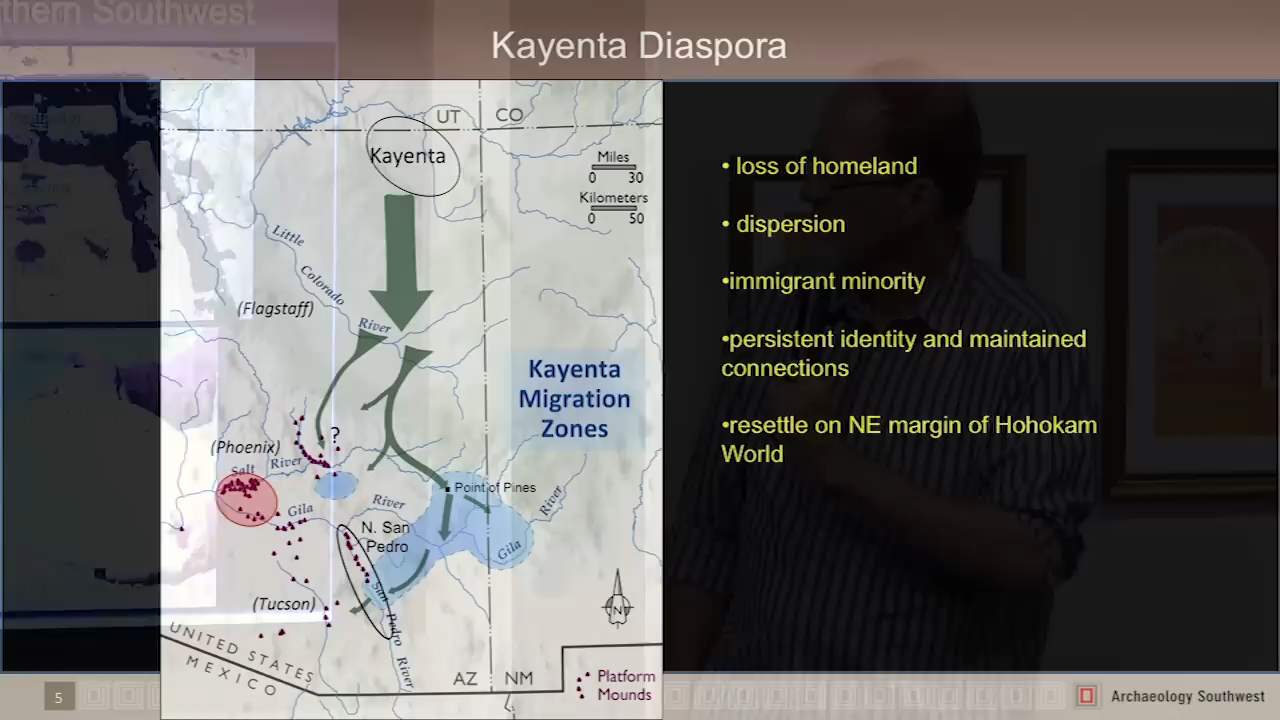 thern Southwest
Kayenta Diaspora
UT
CO
Kayenta
Miles
0 30
Kilometers
0 50
Little
Colorado
River
(Flagstaff)
Kayenta
Migration
Zones
?
(Phoenix)
Salt River
Gila
River
Point of Pines
River
Gila
N. San
Pedro
San Pedro River
(Tucson)
N
UNITED STATES
MEXICO
AZ
NM
Platform
Mounds
• loss of homeland
• dispersion
•immigrant minority
•persistent identity and maintained
connections
•resettle on NE margin of Hohokam
World
5
Archaeology Southwest